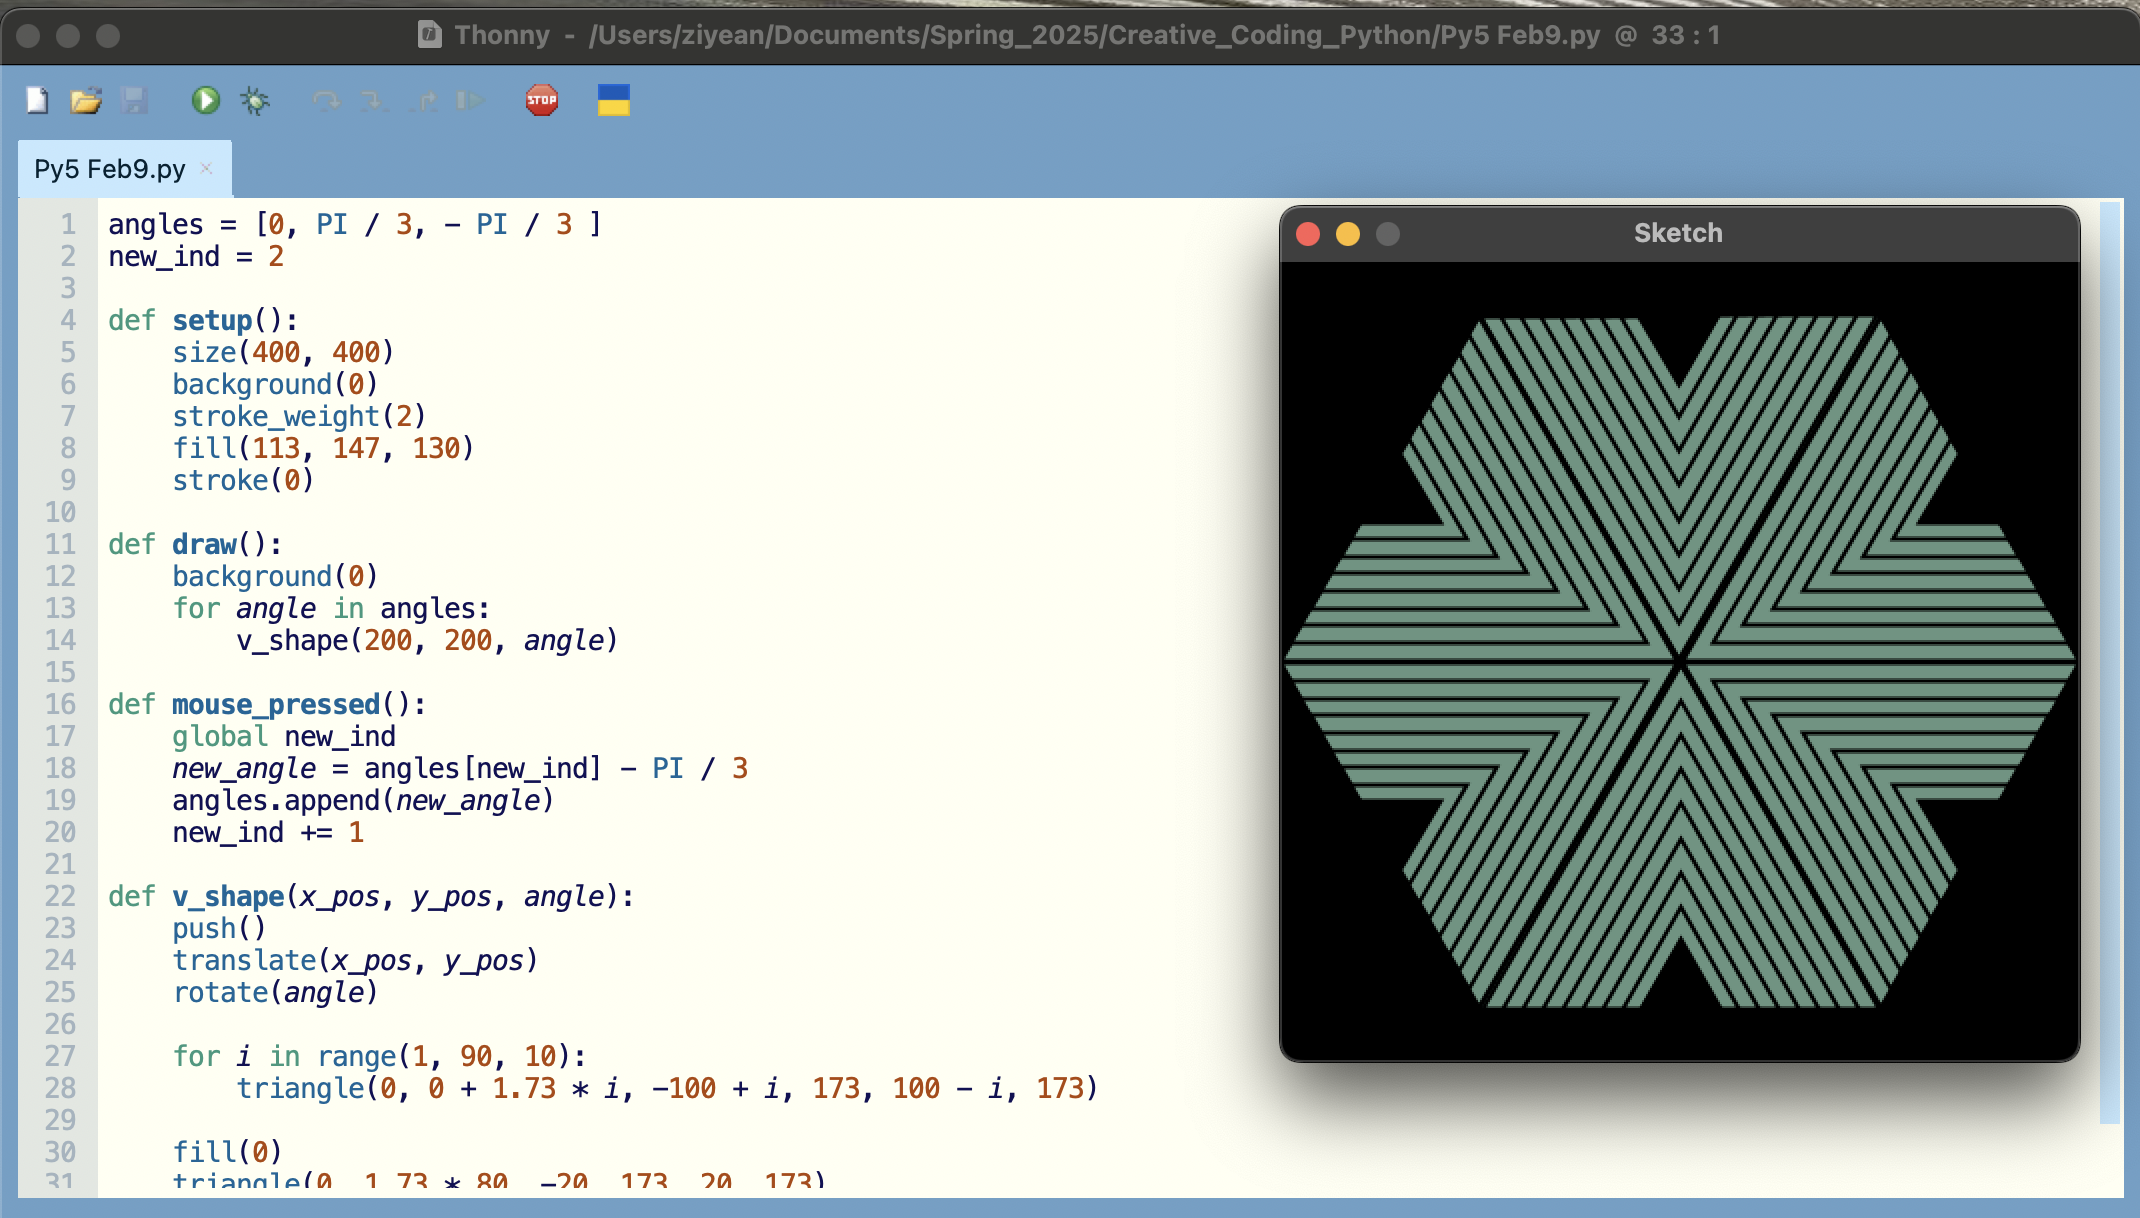 Thonny - /Users/ziyean/Documents/Spring_2025/Creative_Coding_Python/Py5 Feb9.py @ 33 : 1
STOP
Py5 Feb9.py
Sketch
1 angles = [0, PI / 3, - PI / 3 ]
2 new_ind = 2
3
4 def setup():
5     size(400, 400)
6     background(0)
7     stroke_weight(2)
8     fill(113, 147, 130)
9     stroke(0)
10
11 def draw():
12     background(0)
13     for angle in angles:
14         v_shape(200, 200, angle)
15
16 def mouse_pressed():
17     global new_ind
18     new_angle = angles[new_ind] - PI / 3
19     angles.append(new_angle)
20     new_ind += 1
21
22 def v_shape(x_pos, y_pos, angle):
23     push()
24     translate(x_pos, y_pos)
25     rotate(angle)
26
27     for i in range(1, 90, 10):
28         triangle(0, 0 + 1.73 * i, -100 + i, 173, 100 - i, 173)
29
30     fill(0)
31     triangle(0, 1.73 * 80, -20, 173, 20, 173)